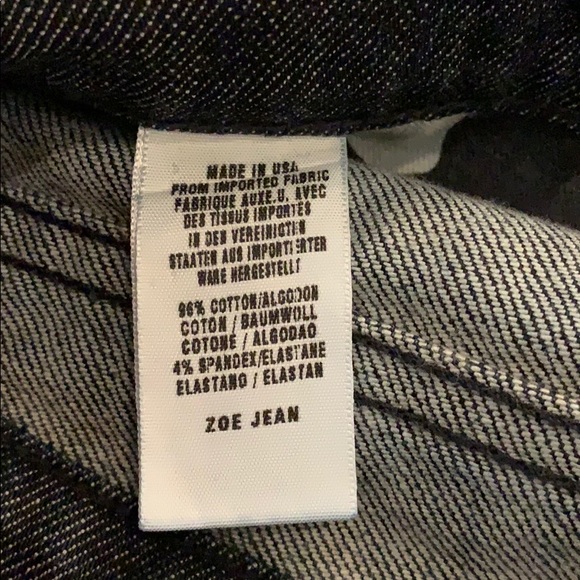 MADE IN USA
FROM IMPORTED FABRIC
FABRIQUE AUXE.U. AVEC
DES TISSUS IMPORTES
IN DEN VEREINIGTEN
STAATEN AUS IMPORTIERTER
WARE HERGESTELLT
96% COTTON/ALGODON
COTON / BAUMWOLL
COTONE / ALGODAO
4% SPANDEX/ELASTANE
ELASTANO / ELASTAN
ZOE JEAN